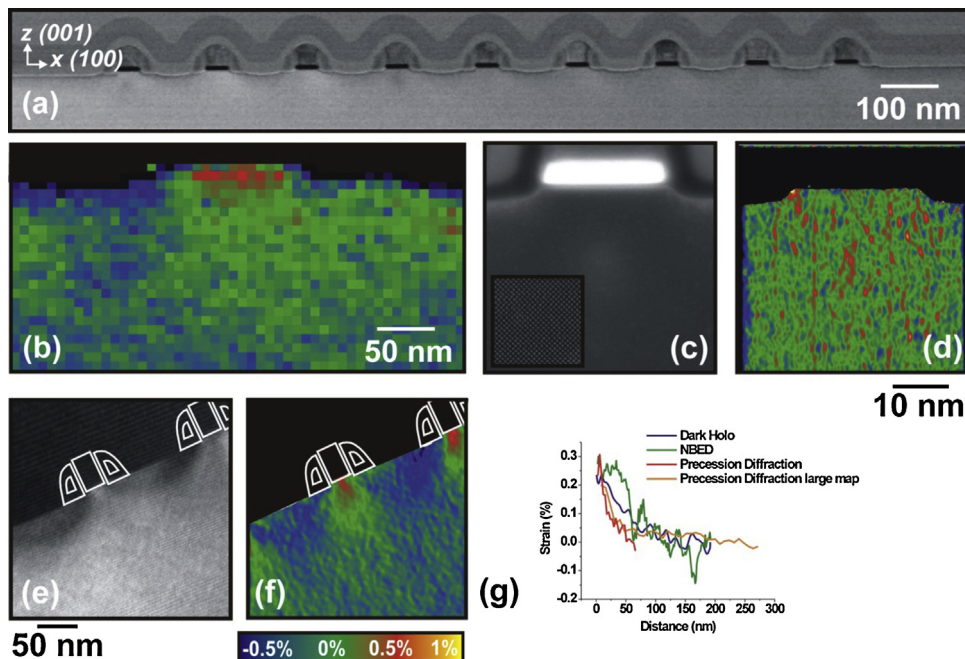 z (001)
x (100)
(a)
100 nm
(b)
50 nm
(c)
(d)
10 nm
(e)
50 nm
(f)
-0.5% 0% 0.5% 1%
(g)
Dark Holo
NBED
Precession Diffraction
Precession Diffraction large map
Strain (%)
0.3
0.2
0.1
0.0
-0.1
-0.2
0 50 100 150 200 250 300
Distance (nm)